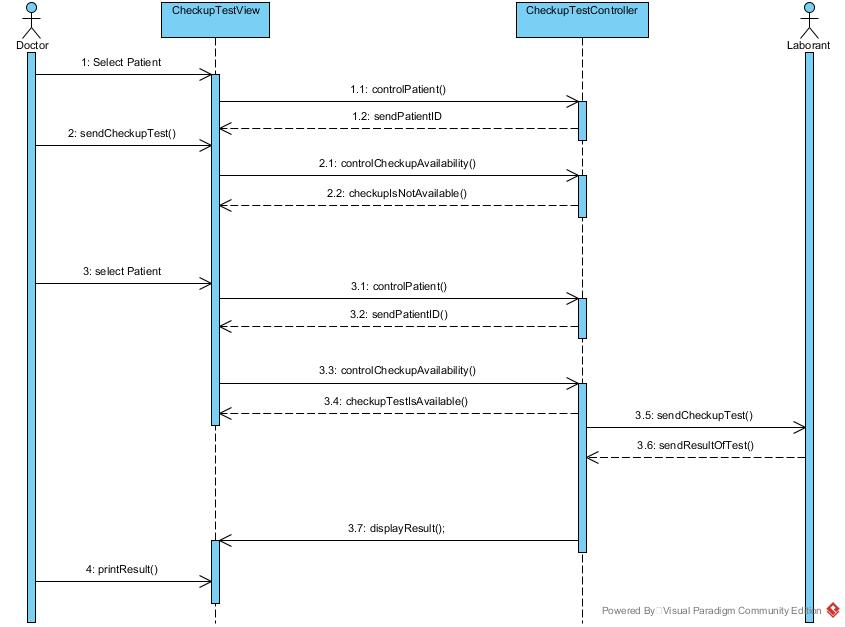 CheckupTestView
CheckupTestController
Doctor
Laborant
1: Select Patient
1.1: controlPatient()
1.2: sendPatientID
2: sendCheckupTest()
2.1: controlCheckupAvailability()
2.2: checkupIsNotAvailable()
3: select Patient
3.1: controlPatient()
3.2: sendPatientID()
3.3: controlCheckupAvailability()
3.4: checkupTestIsAvailable()
3.5: sendCheckupTest()
3.6: sendResultOfTest()
3.7: displayResult();
4: printResult()
Powered By Visual Paradigm Community Edition